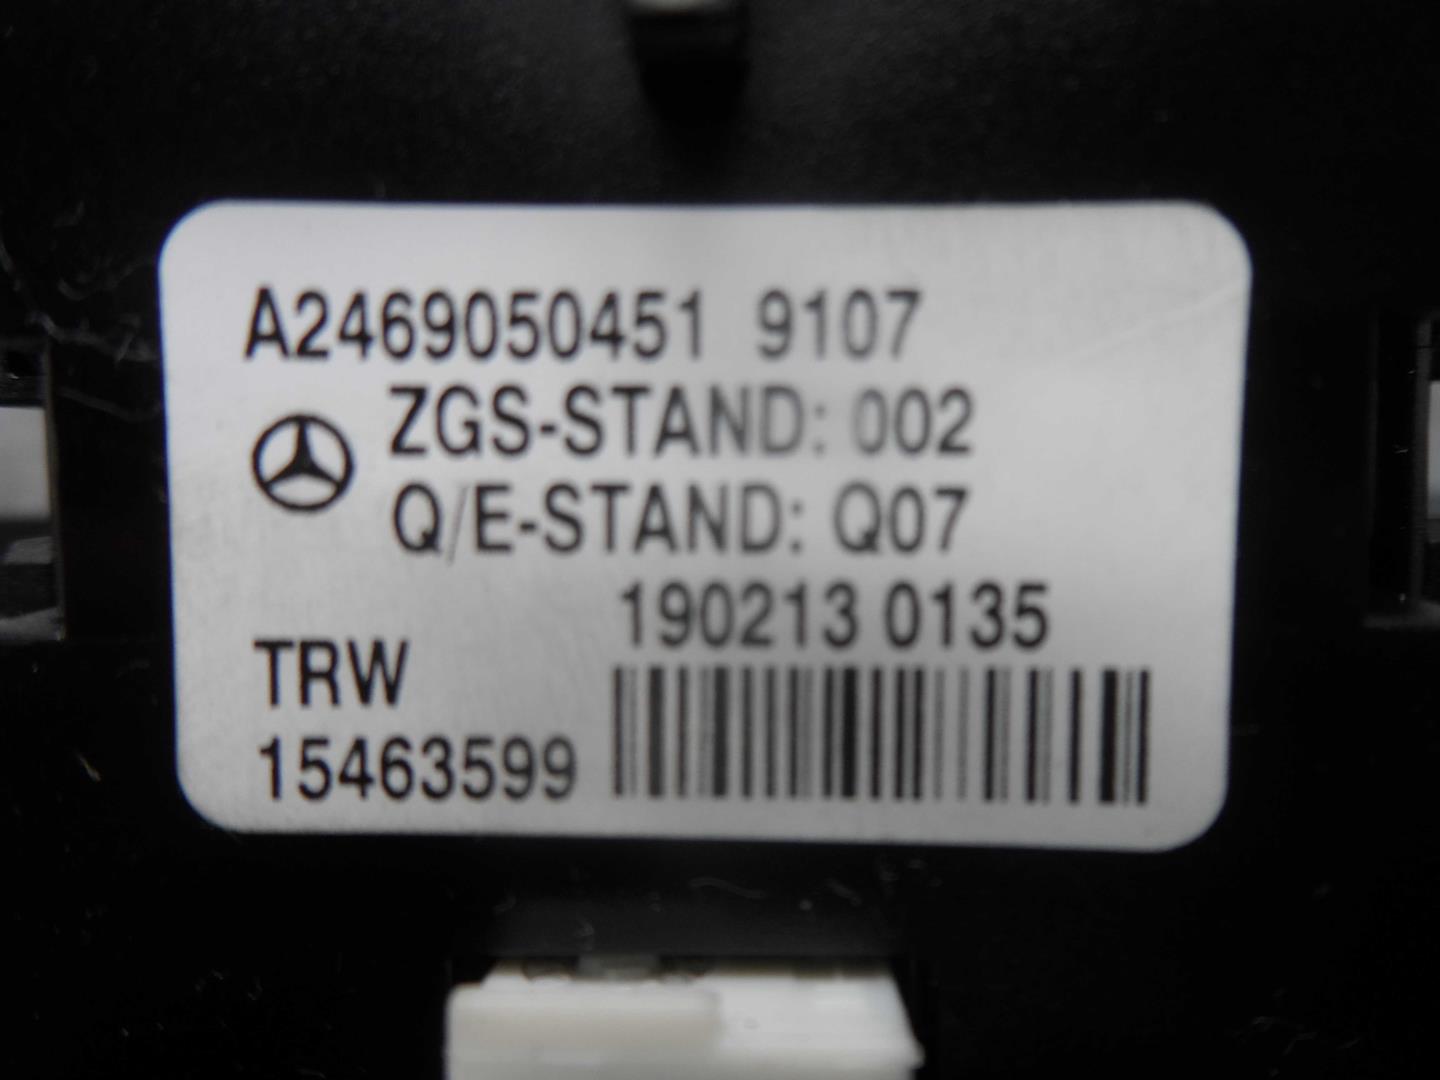 A2469050451 9107
ZGS-STAND: 002
Q/E-STAND: Q07
190213 0135
TRW
15463599